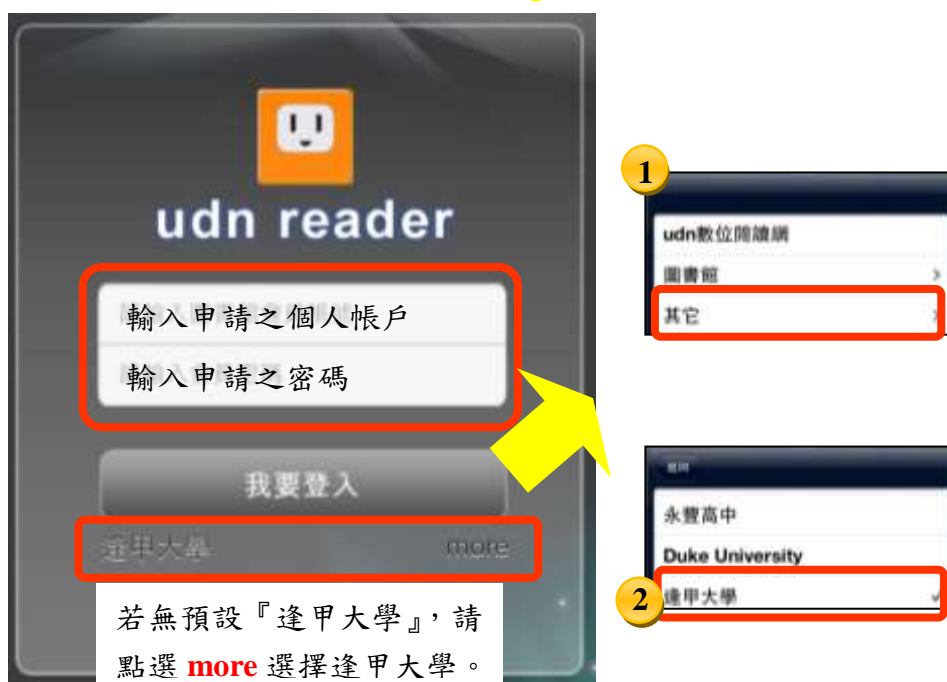 udn reader
輸入申請之個人帳戶
輸入申請之密碼
我要登入
逢甲大學 more
若無預設『逢甲大學』，請
點選 more 選擇逢甲大學。
1
udn數位閱讀網
圖書館
其它
永豐高中
Duke University
2
逢甲大學